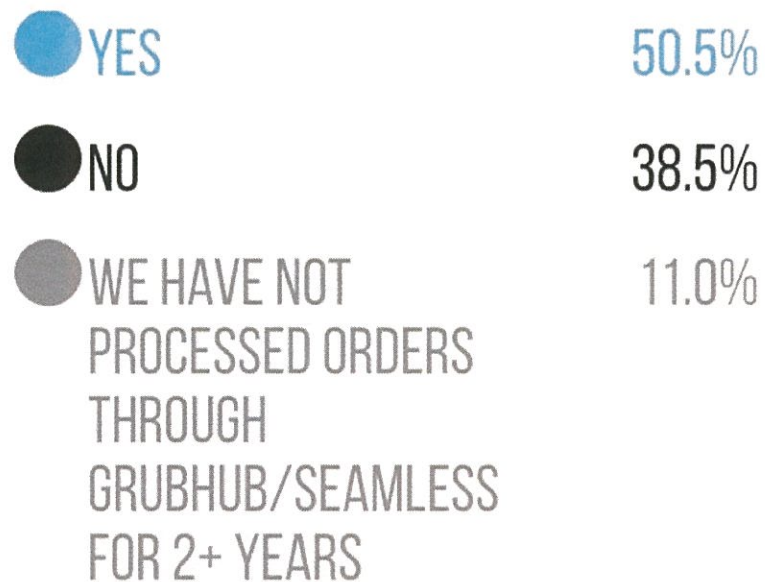 YES 50.5%
NO 38.5%
WE HAVE NOT 11.0%
PROCESSED ORDERS
THROUGH
GRUBHUB/SEAMLESS
FOR 2+ YEARS